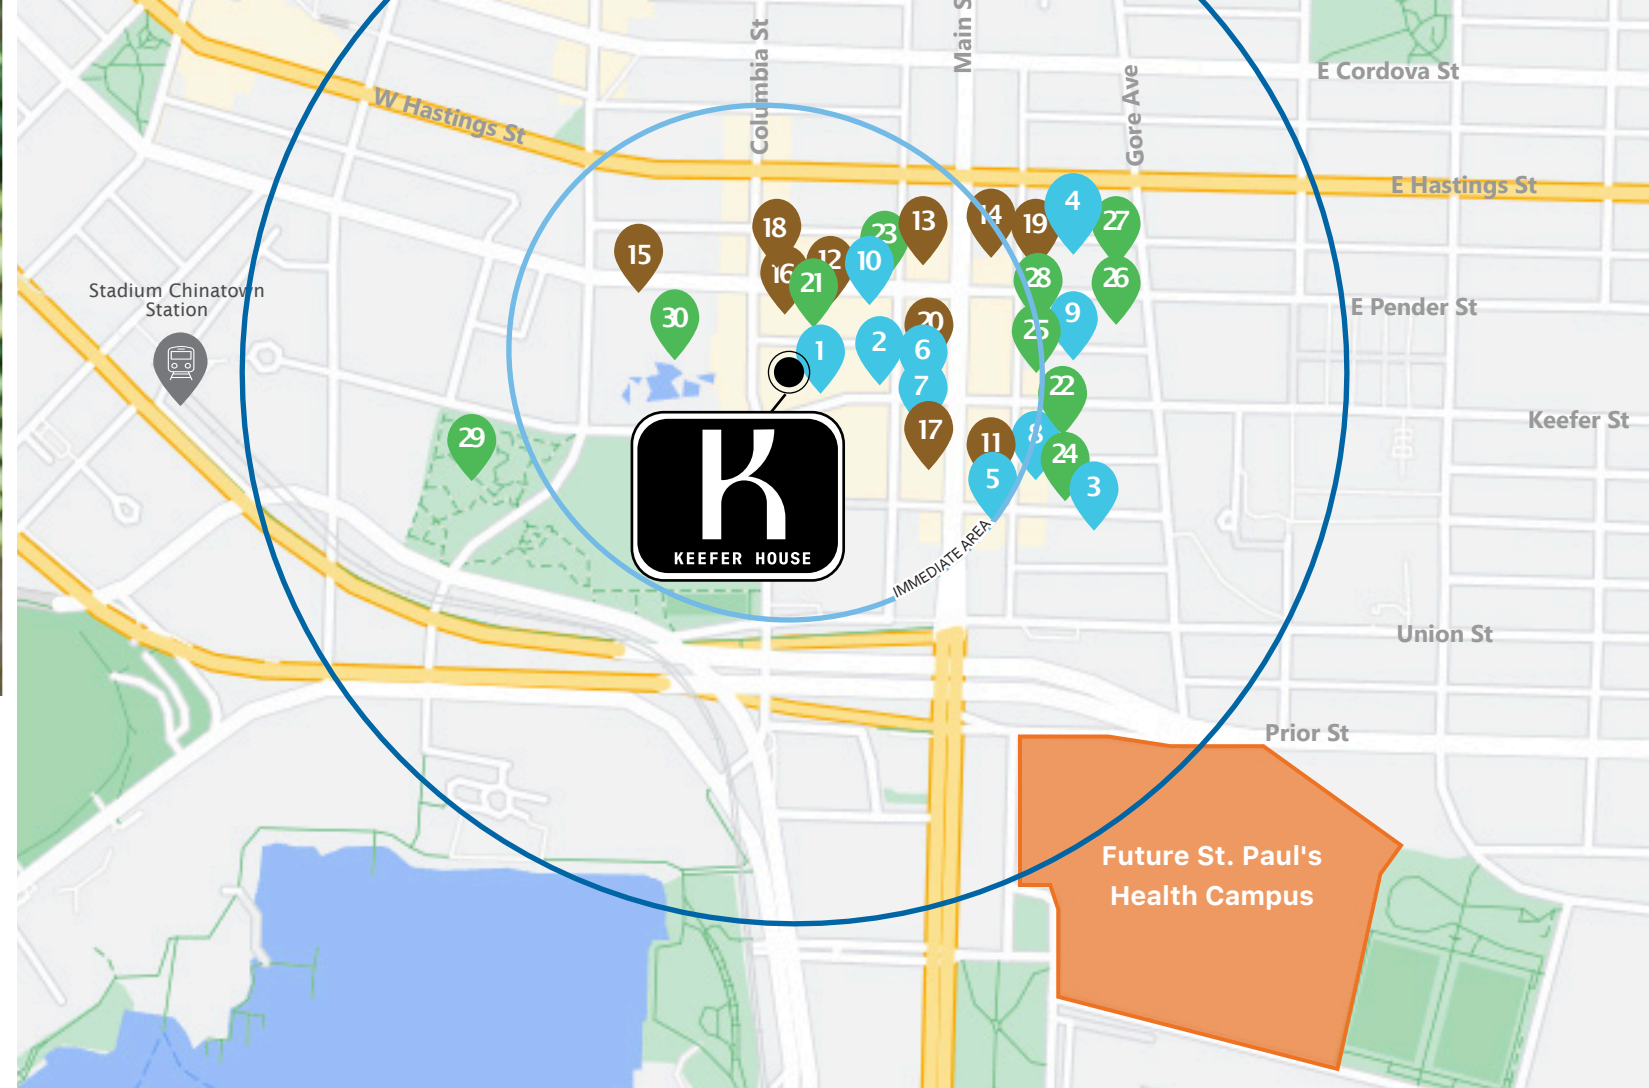 Main S
Columbia St
E Cordova St
Gore Ave
W Hastings St
E Hastings St
4
18
13
14
19
27
23
15
12
10
16
21
28
26
Stadium Chinatown
Station
E Pender St
30
20
9
25
1
2
6
7
22
Keefer St
29
17
11
8
24
5
3
K
KEEFER HOUSE
IMMEDIATE AREA
Union St
Prior St
Future St. Paul's
Health Campus